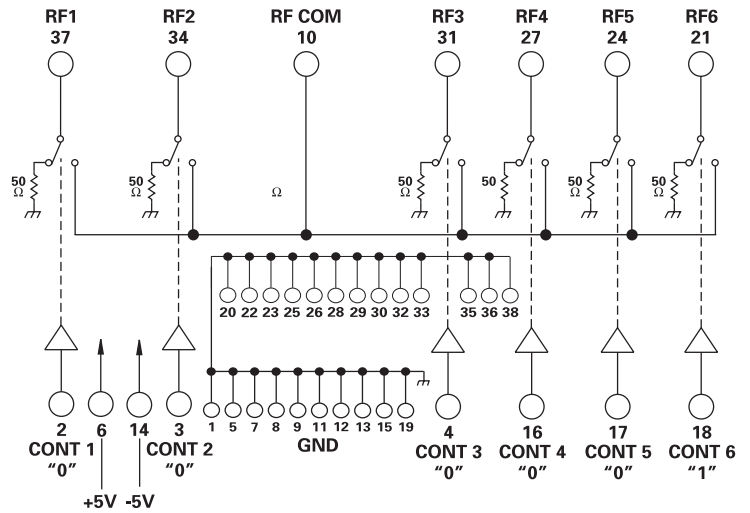 RF1 RF2 RF COM RF3 RF4 RF5 RF6
37 34 10 31 27 24 21
50 Ω 50 Ω Ω 50 Ω 50 50 Ω 50 Ω
20 22 23 25 26 28 29 30 32 33 35 36 38
1 5 7 8 9 11 12 13 15 19
GND
2 6 14 3 4 16 17 18
CONT 1 CONT 2 CONT 3 CONT 4 CONT 5 CONT 6
“0” “0” “0” “0” “0” “1”
+5V -5V